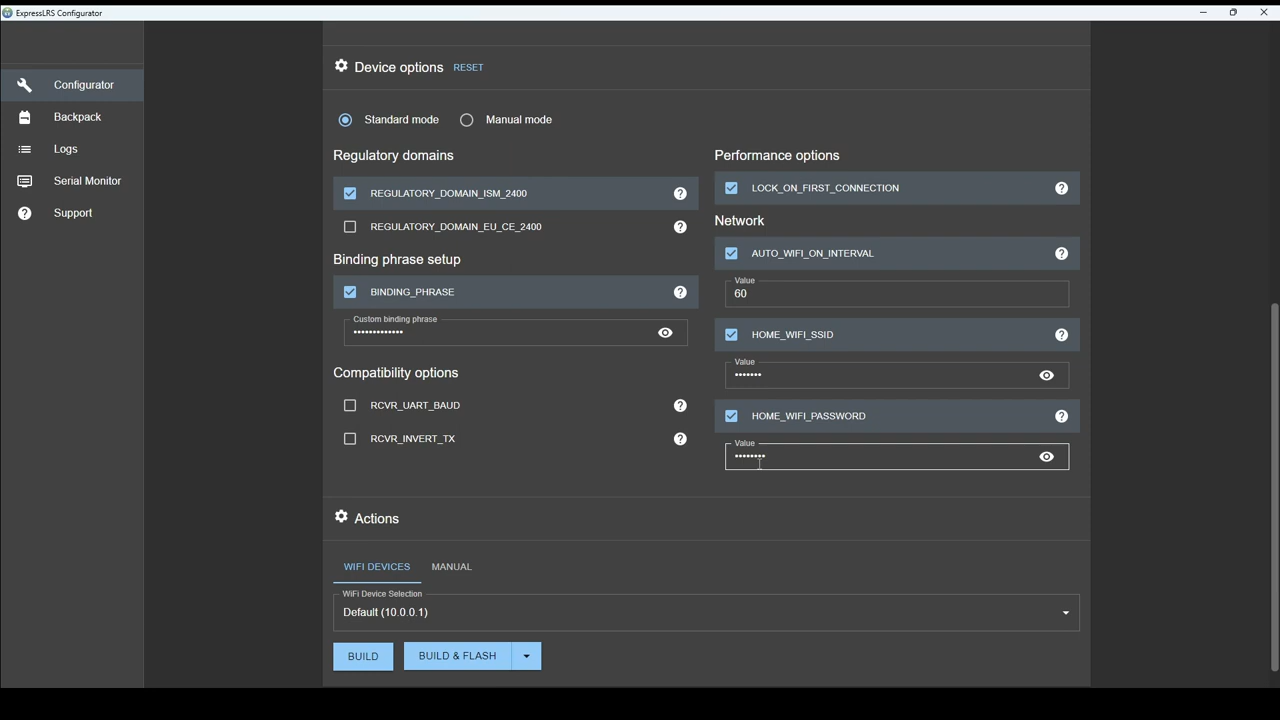 ExpressLRS Configurator
Configurator
Backpack
Logs
Serial Monitor
Support
Device options RESET
Standard mode Manual mode
Regulatory domains
REGULATORY_DOMAIN_ISM_2400
REGULATORY_DOMAIN_EU_CE_2400
Binding phrase setup
BINDING_PHRASE
Custom binding phrase
•••••••••••••
Compatibility options
RCVR_UART_BAUD
RCVR_INVERT_TX
Performance options
LOCK_ON_FIRST_CONNECTION
Network
AUTO_WIFI_ON_INTERVAL
Value
60
HOME_WIFI_SSID
Value
•••••••
HOME_WIFI_PASSWORD
Value
••••••••
Actions
WIFI DEVICES MANUAL
WiFi Device Selection
Default (10.0.0.1)
BUILD BUILD & FLASH